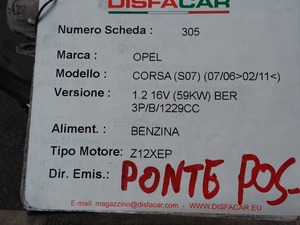 DISFACAR
Numero Scheda : 305
Marca : OPEL
Modello : CORSA (S07) (07/06>02/11<)
Versione : 1.2 16V (59KW) BER
3P/B/1229CC
Aliment. : BENZINA
Tipo Motore: Z12XEP
Dir. Emis.: PONTE POS-
E-mail: magazzino@disfacar.com - WWW.DISFACAR.EU